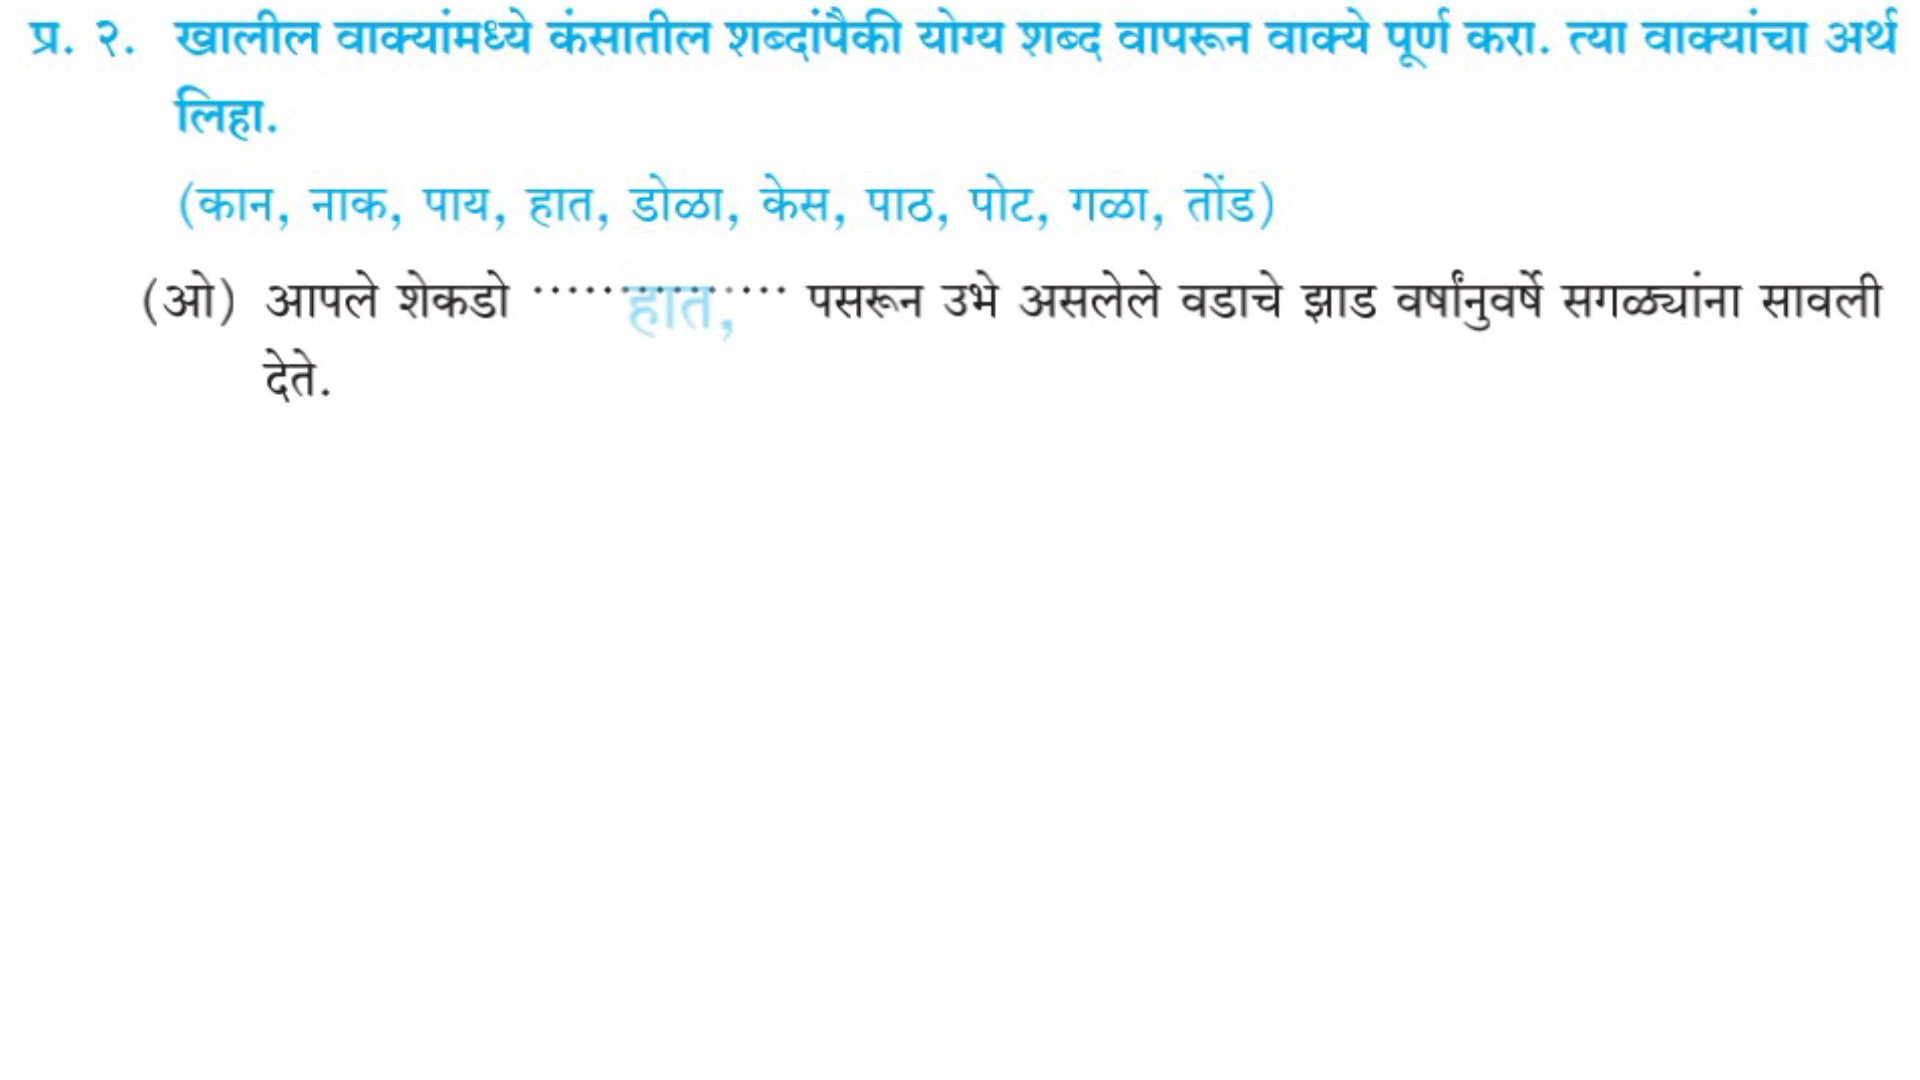 प्र. २. खालील वाक्यांमध्ये कंसातील शब्दांपैकी योग्य शब्द वापरून वाक्ये पूर्ण करा. त्या वाक्यांचा अर्थ
लिहा.
(कान, नाक, पाय, हात, डोळा, केस, पाठ, पोट, गळा, तोंड)
(ओ) आपले शेकडो ...... हात, ...... पसरून उभे असलेले वडाचे झाड वर्षांनुवर्षे सगळ्यांना सावली
देते.